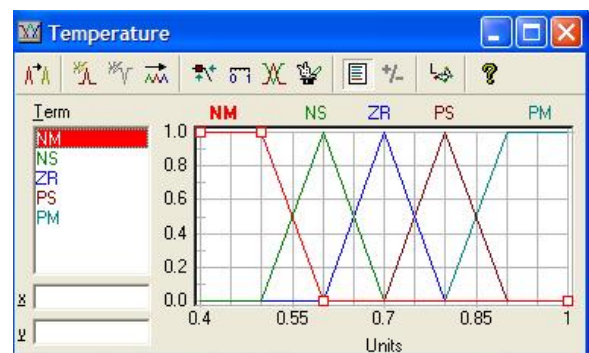 Temperature
Term
NM NS ZR PS PM
NM
NS
ZR
PS
PM
1.0
0.8
0.6
0.4
0.2
0.0
x
y
0.4 0.55 0.7 0.85 1
Units